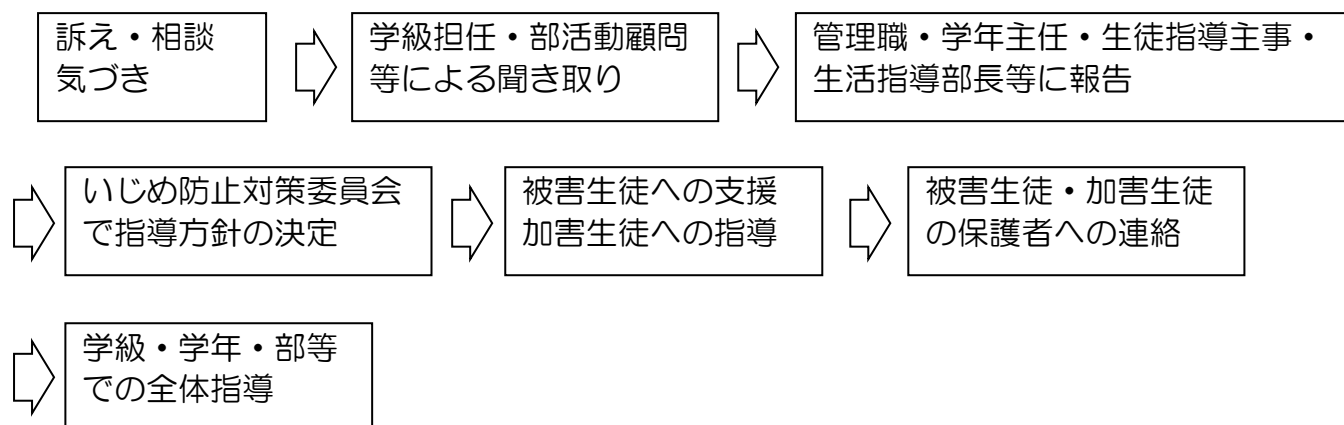 訴え・相談
気づき
学級担任・部活動顧問
等による聞き取り
管理職・学年主任・生徒指導主事・
生活指導部長等に報告
いじめ防止対策委員会
で指導方針の決定
被害生徒への支援
加害生徒への指導
被害生徒・加害生徒
の保護者への連絡
学級・学年・部等
での全体指導